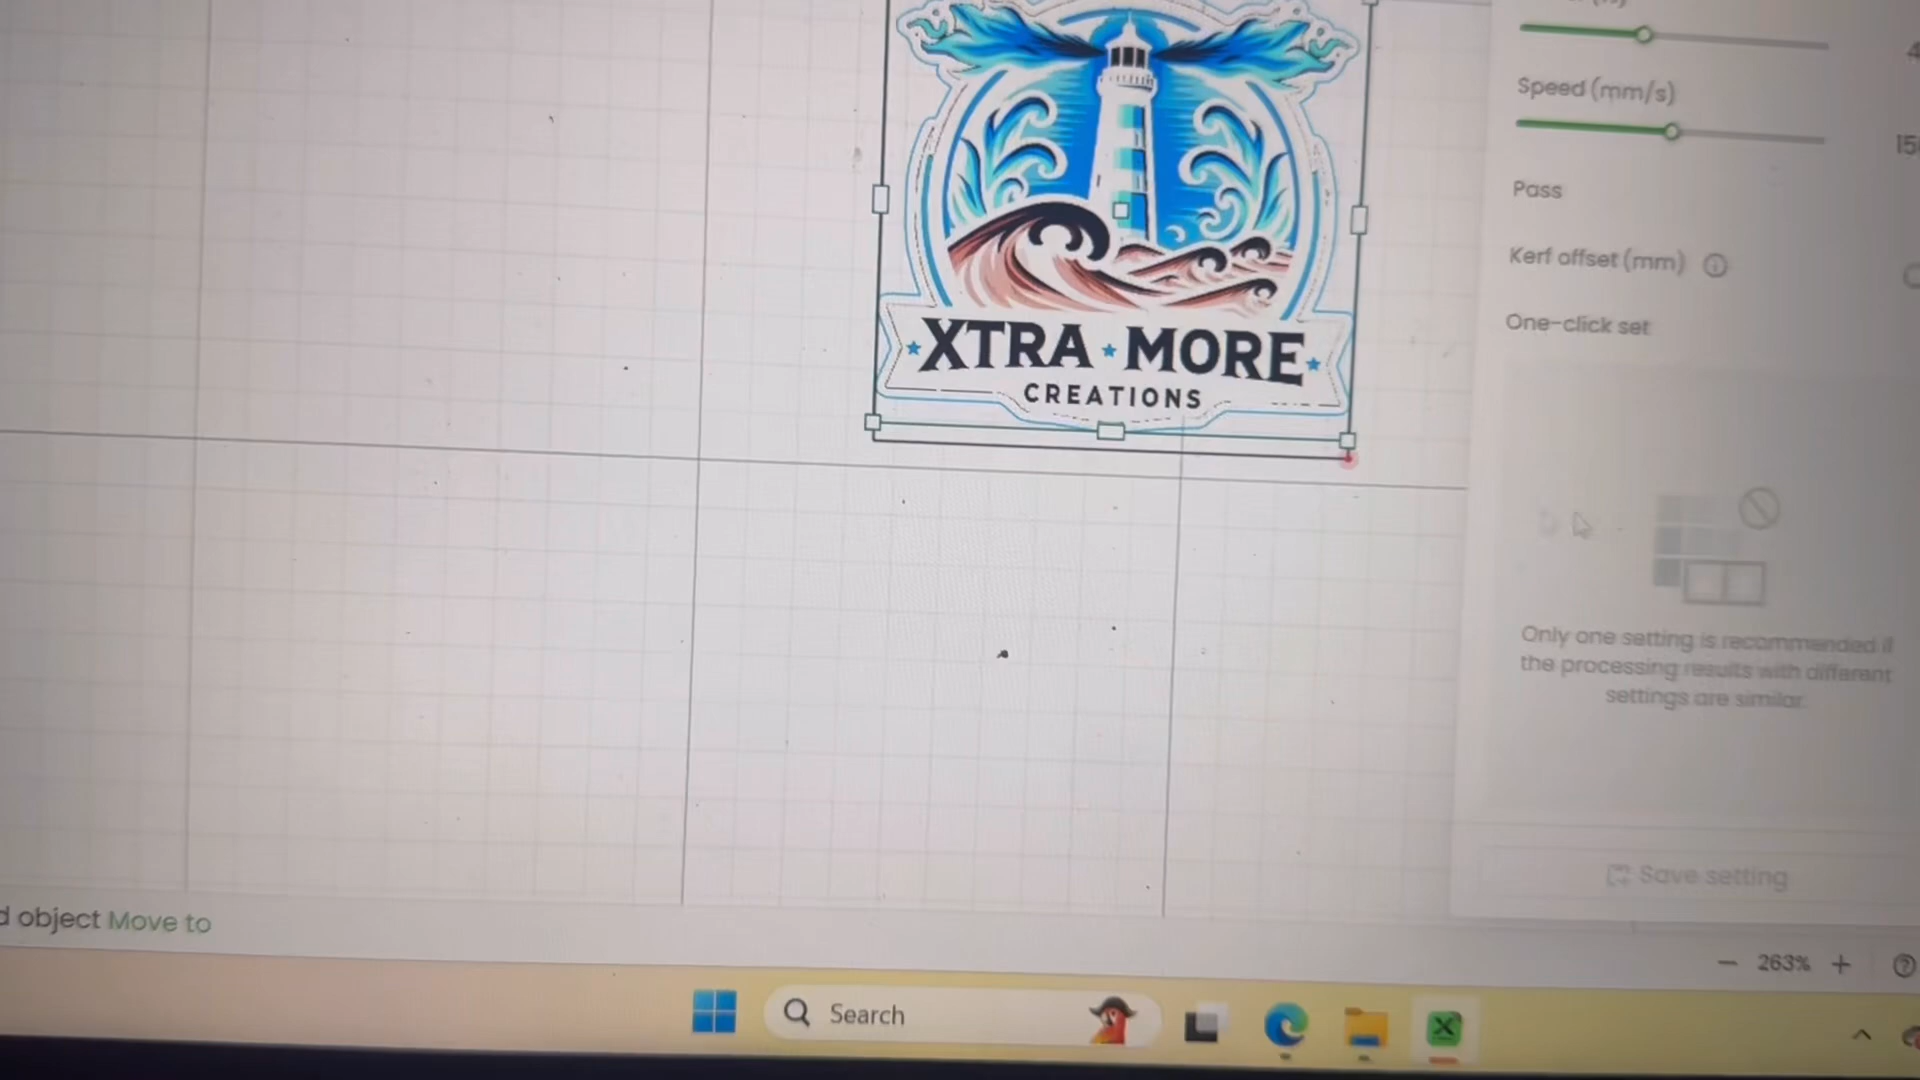 Speed (mm/s)
Pass
Kerf offset (mm)
One-click set
XTRA MORE
CREATIONS
Only one setting is recommended if
the processing results with different
settings are similar.
Save setting
object Move to
263%
Search